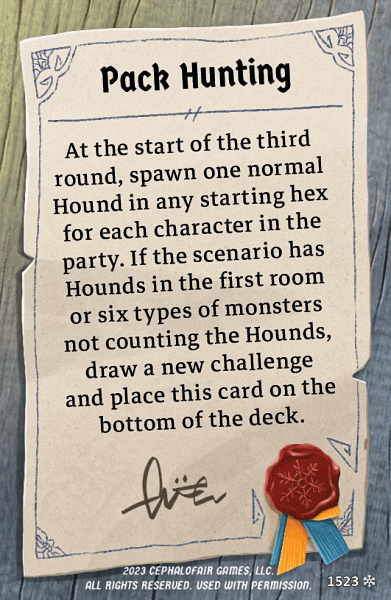 Pack Hunting
At the start of the third
round, spawn one normal
Hound in any starting hex
for each character in the
party. If the scenario has
Hounds in the first room
or six types of monsters
not counting the Hounds,
draw a new challenge
and place this card on the
bottom of the deck.
2023 CEPHALOFAIR GAMES, LLC.
ALL RIGHTS RESERVED. USED WITH PERMISSION.
1523